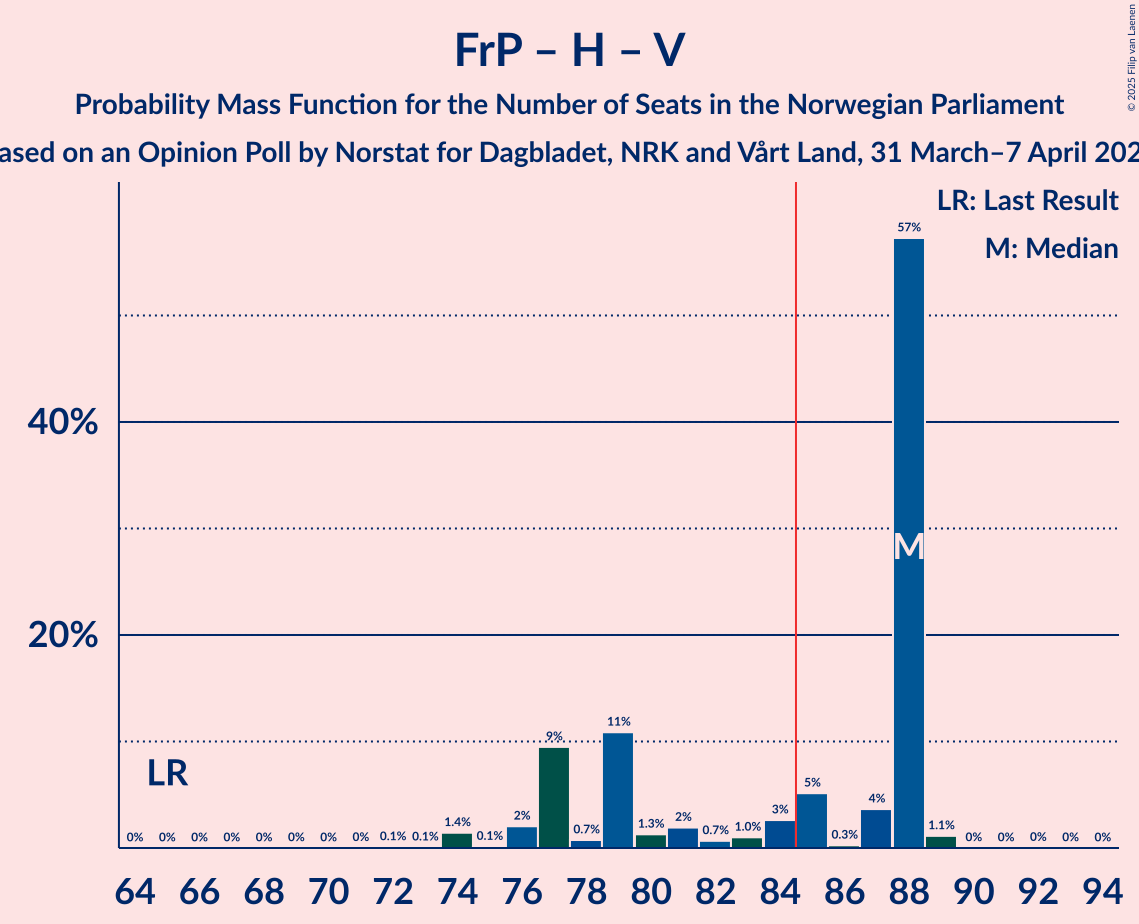 FrP – H – V
Probability Mass Function for the Number of Seats in the Norwegian Parliament
ased on an Opinion Poll by Norstat for Dagbladet, NRK and Vårt Land, 31 March–7 April 202
© 2025 Filip van Laenen
LR: Last Result
M: Median
40%
20%
LR
M
0% 0% 0% 0% 0% 0% 0% 0% 0.1% 0.1% 1.4% 0.1% 2% 9% 0.7% 11% 1.3% 2% 0.7% 1.0% 3% 5% 0.3% 4% 57% 1.1% 0% 0% 0% 0% 0%
64 66 68 70 72 74 76 78 80 82 84 86 88 90 92 94